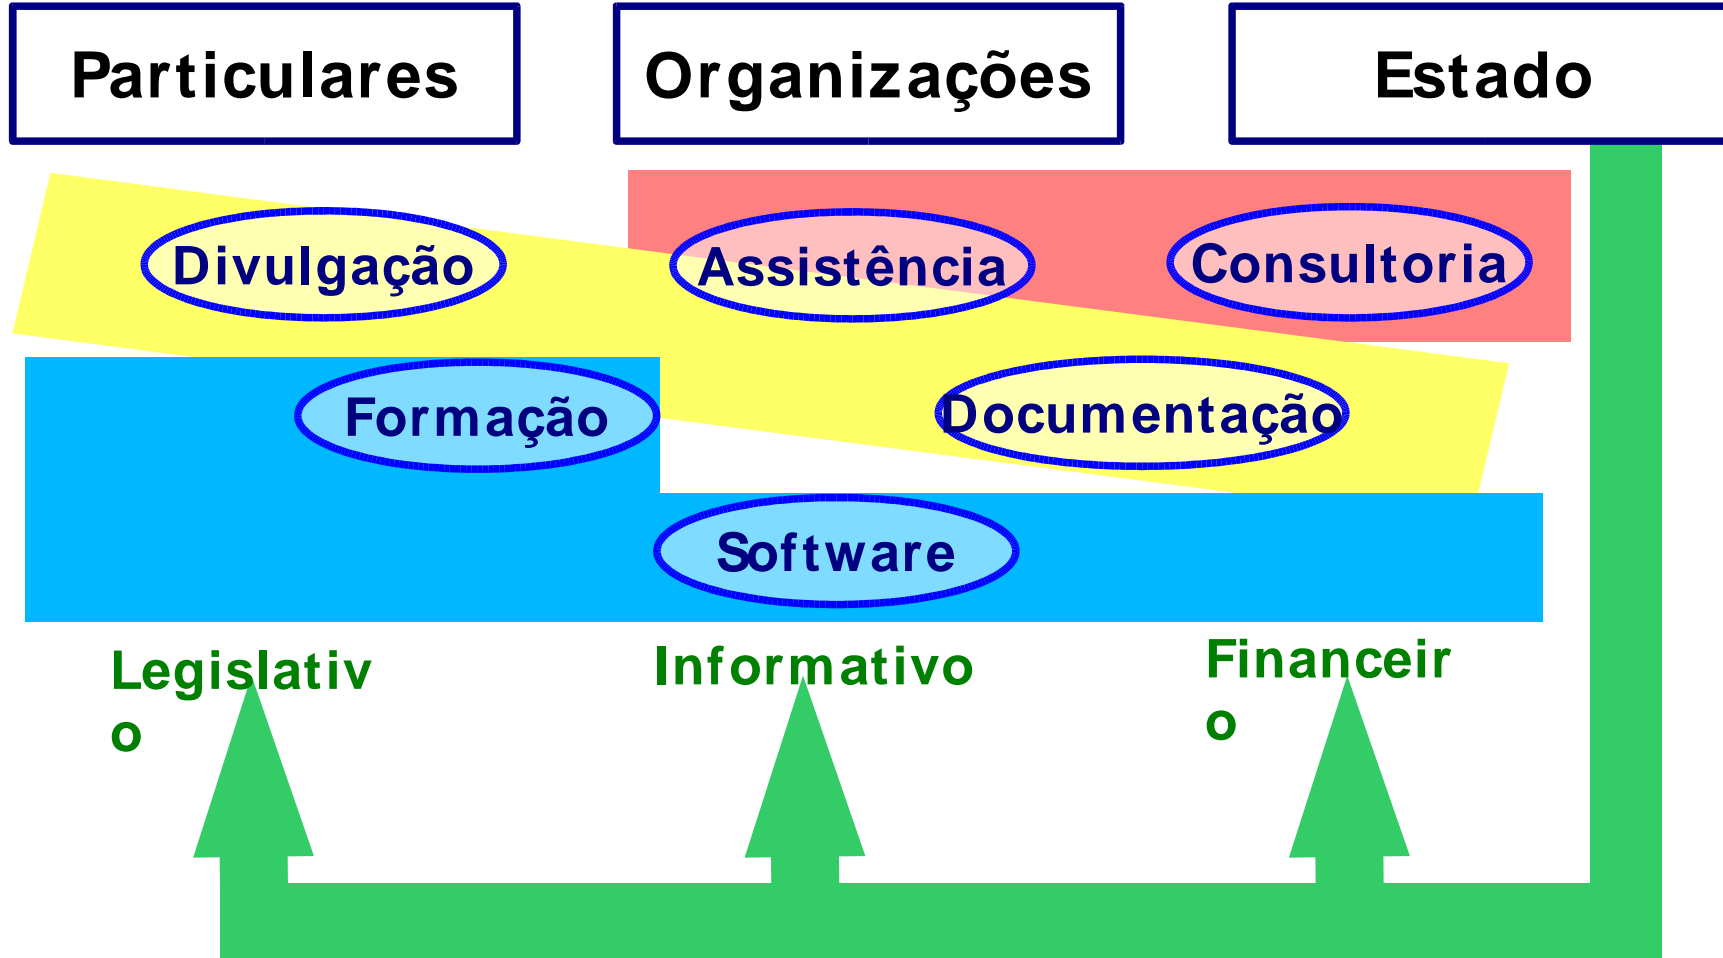 Particulares
Organizações
Estado
Divulgação
Assistência
Consultoria
Formação
Documentação
Software
Legislativ
o
Informativo
Financeir
o